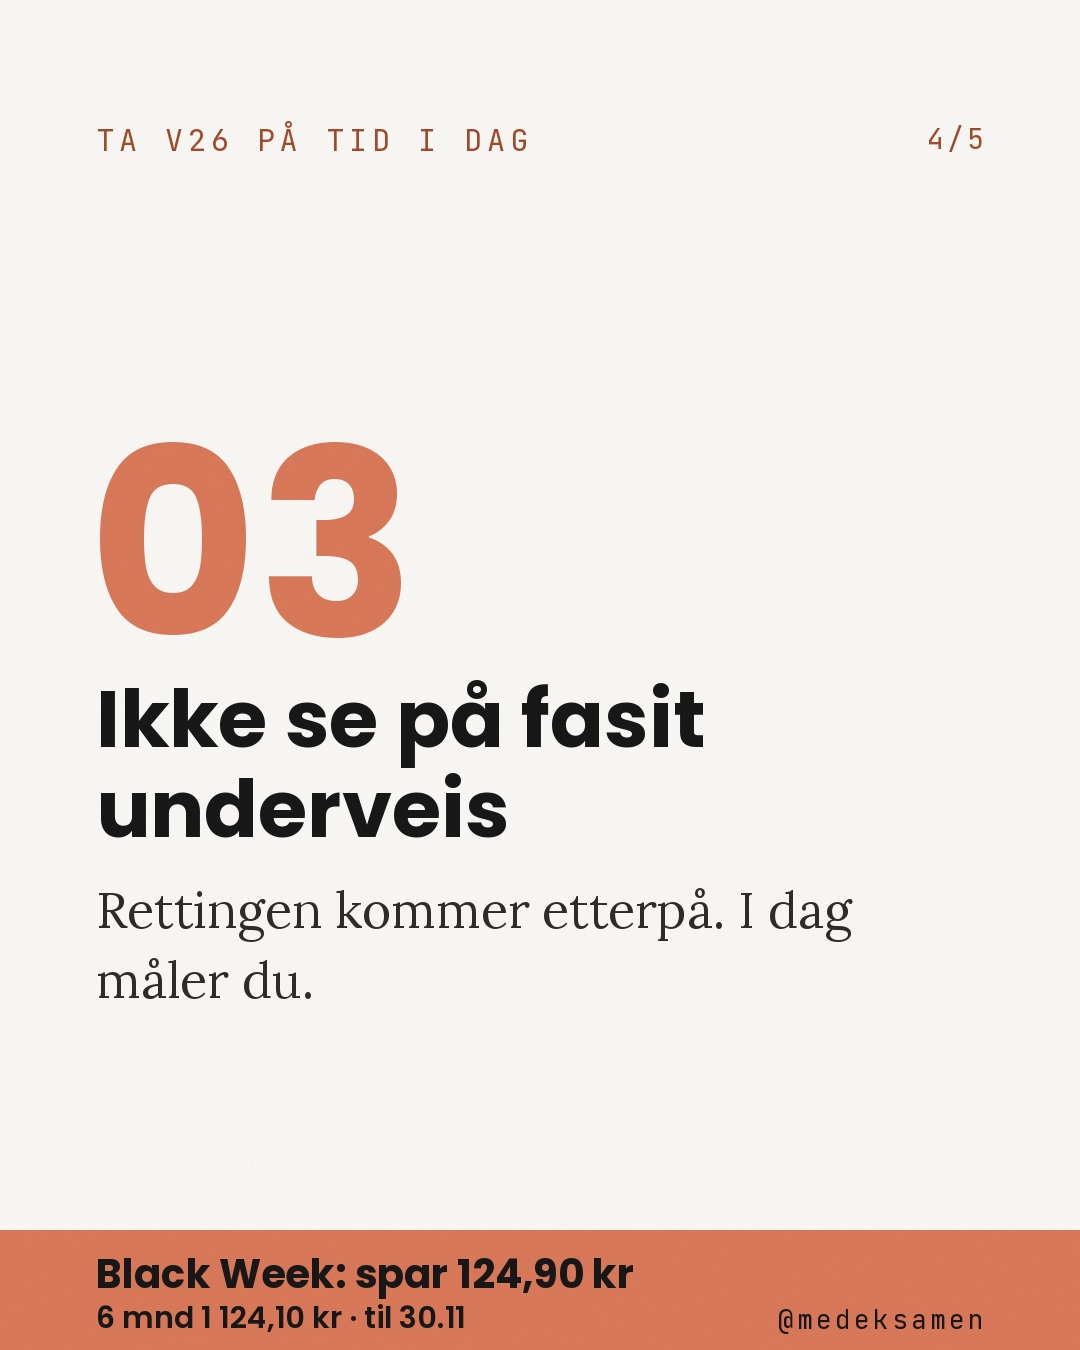 TA V26 PÅ TID I DAG
4/5
03
Ikke se på fasit
underveis
Rettingen kommer etterpå. I dag
måler du.
Black Week: spar 124,90 kr
6 mnd 1 124,10 kr · til 30.11
@medeksamen